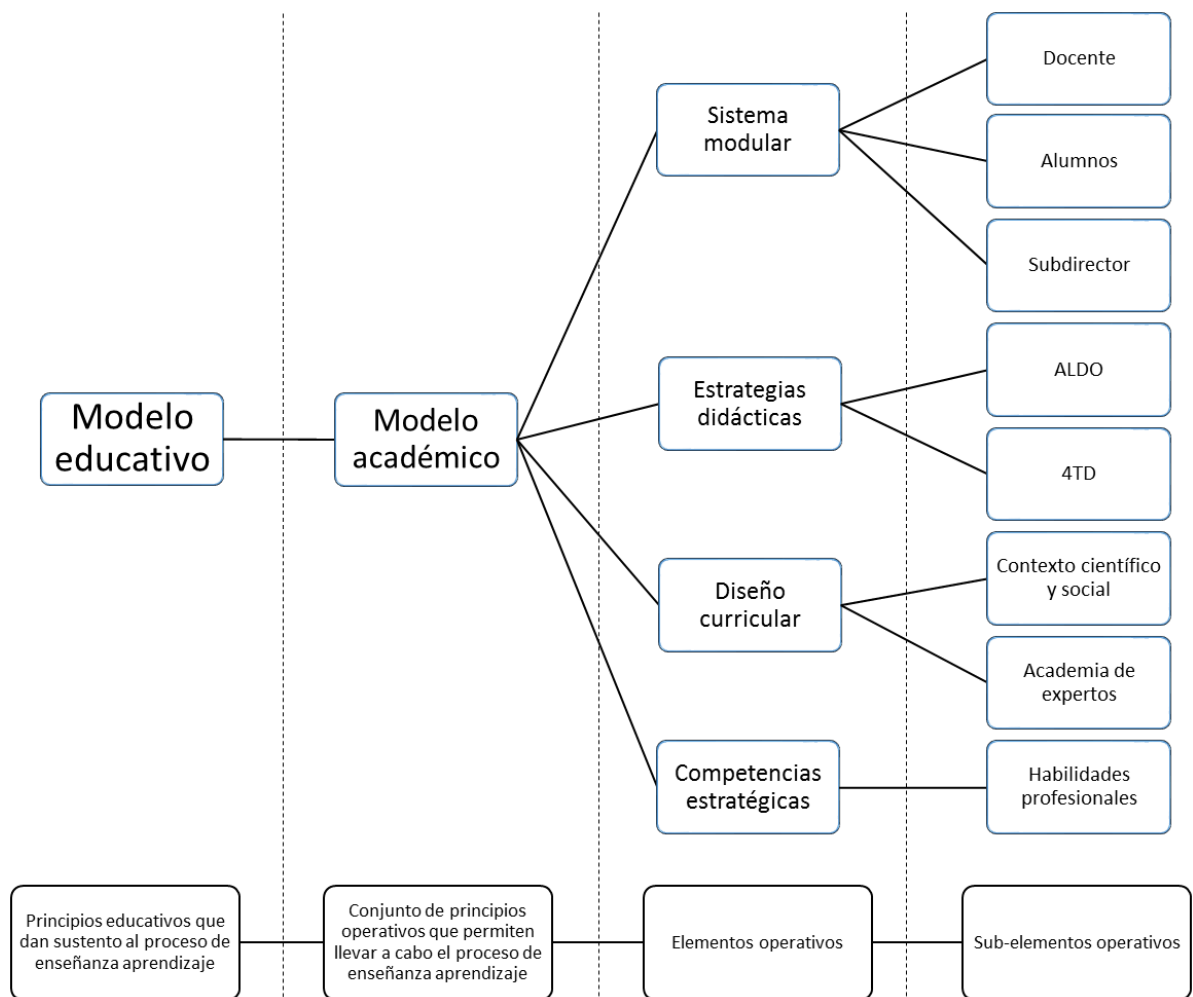 Docente
Sistema
modular
Alumnos
Subdirector
ALDO
Estrategias
didácticas
Modelo
educativo
Modelo
académico
4TD
Contexto científico
y social
Diseño
curricular
Academia de
expertos
Competencias
estratégicas
Habilidades
profesionales
Principios educativos que
dan sustento al proceso de
enseñanza aprendizaje
Conjunto de principios
operativos que permiten
llevar a cabo el proceso de
enseñanza aprendizaje
Elementos operativos
Sub-elementos operativos